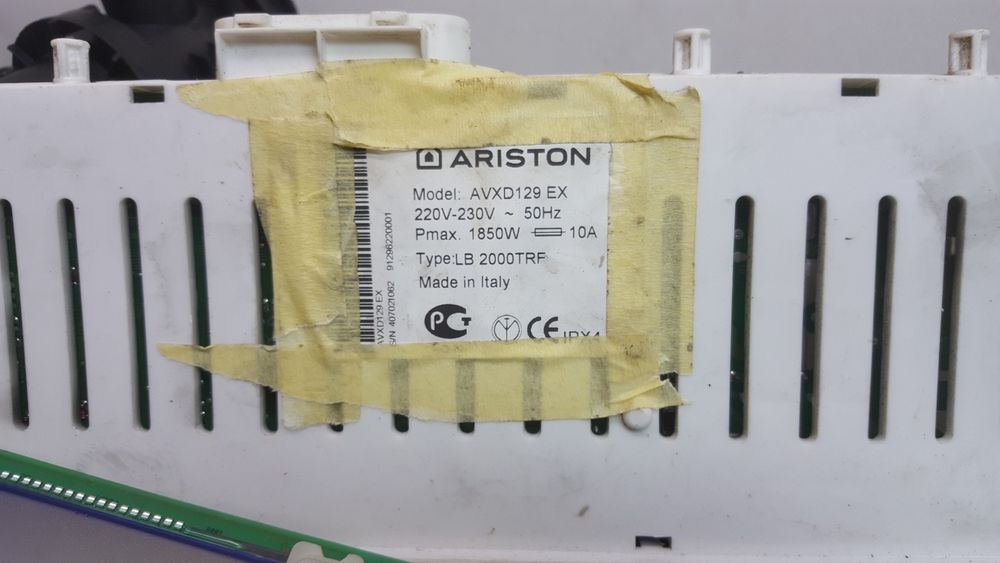 ARISTON
Model: AVXD129 EX
220V-230V ~ 50Hz
Pmax. 1850W 10A
Type:LB 2000TRF
Made in Italy
CE IPX4
AVXD129 EX
S/N 407021062 91296220001